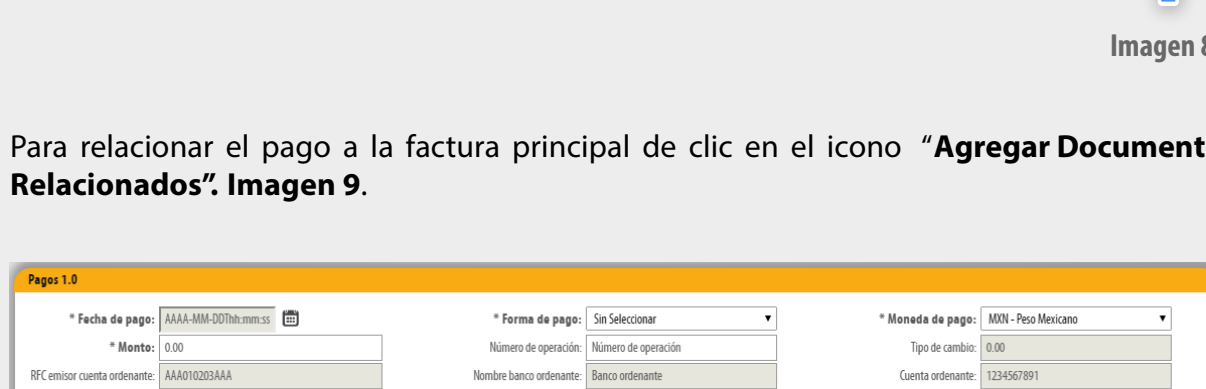 Imagen 8
Para relacionar el pago a la factura principal de clic en el icono “Agregar Document
Relacionados”. Imagen 9.
Pagos 1.0
* Fecha de pago: AAAA-MM-DDThh:mm:ss * Forma de pago: Sin Seleccionar * Moneda de pago: MXN - Peso Mexicano
* Monto: 0.00 Número de operación: Número de operación Tipo de cambio: 0.00
RFC emisor cuenta ordenante: AAA010203AAA Nombre banco ordenante: Banco ordenante Cuenta ordenante: 1234567891